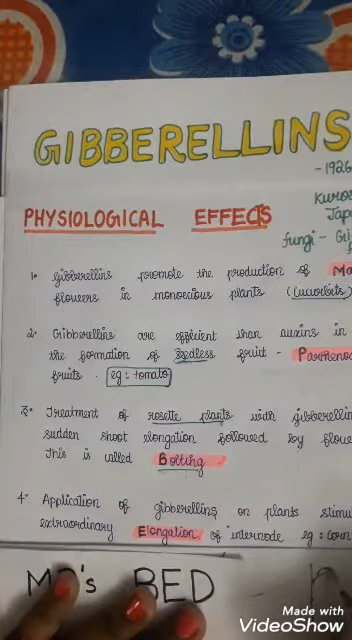 GIBBERELLINS
- 1926
Kuros
Jap
PHYSIOLOGICAL EFFECTS
fungi - Gi
1. Gibberellins promote the production of Ma
flowers in monoecious plants (cucurbits)
2. Gibberellins are efficient than auxins in
the formation of seedless fruit - Partheno
fruits. eg: tomato
3. Treatment of rosette plants with gibberellin
sudden shoot elongation followed by flowe
This is called Bolting.
4. Application of gibberellins on plants stimul
extraordinary Elongation of internode eg: corn
MP's BED
Made with
VideoShow